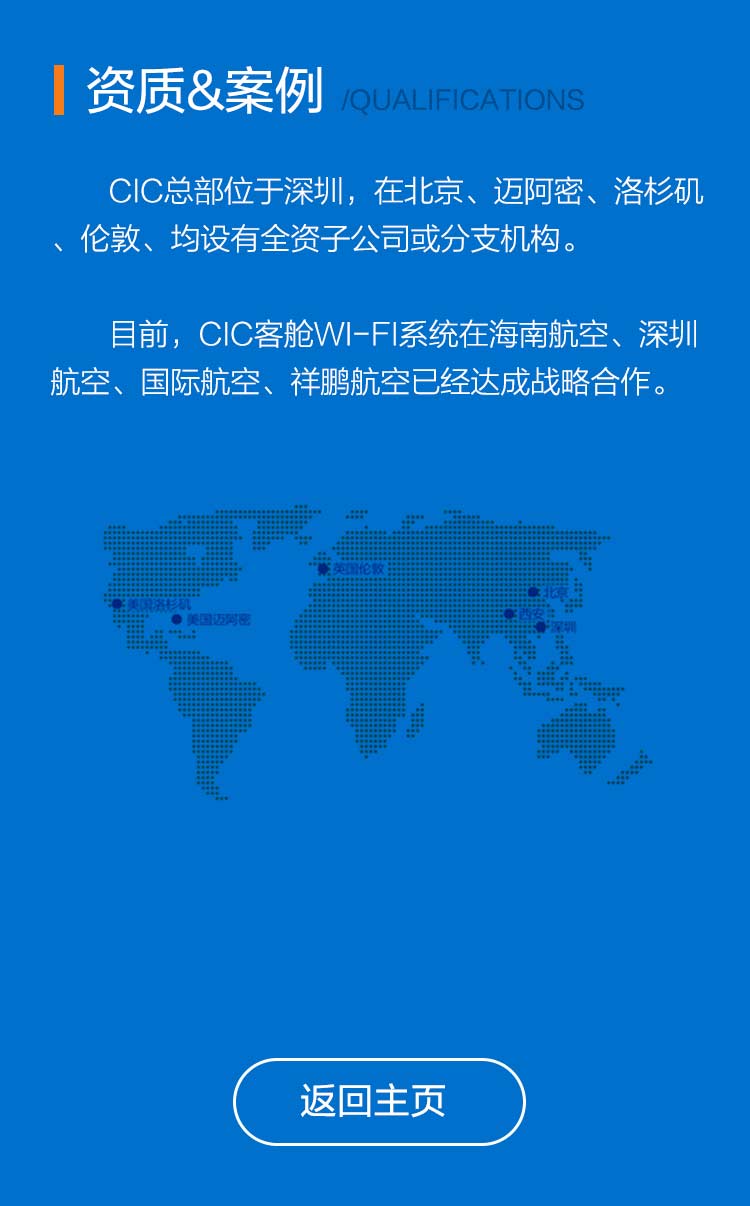 资质&案例 /QUALIFICATIONS
CIC总部位于深圳，在北京、迈阿密、洛杉矶
、伦敦、均设有全资子公司或分支机构。
目前，CIC客舱WI-FI系统在海南航空、深圳
航空、国际航空、祥鹏航空已经达成战略合作。
英国伦敦
北京
美国洛杉矶
西安
美国迈阿密
深圳
返回主页